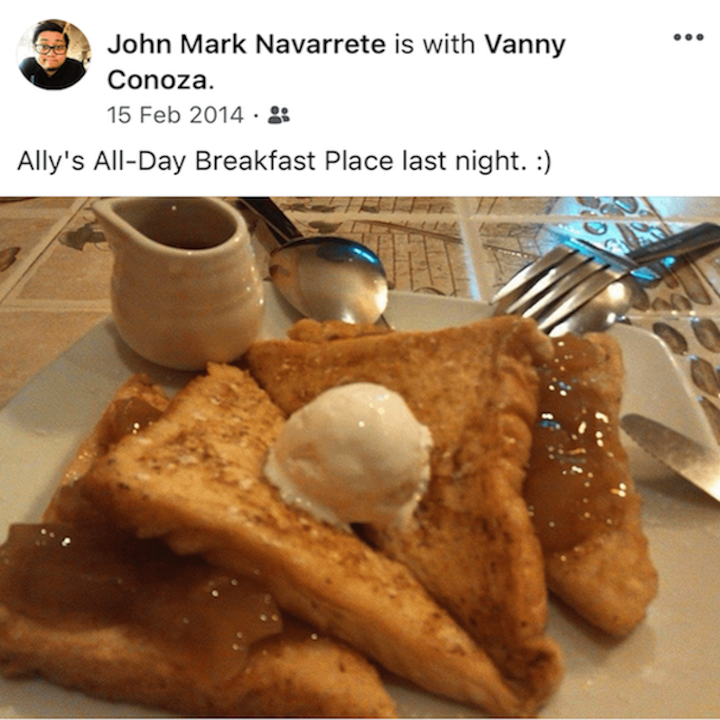 John Mark Navarrete is with Vanny
Conoza.
15 Feb 2014 ·
Ally's All-Day Breakfast Place last night. :)